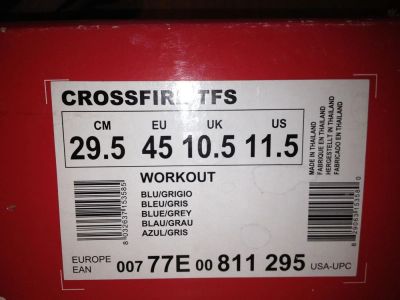 CROSSFIRE TFS
CM EU UK US
29.5 45 10.5 11.5
WORKOUT
BLU/GRIGIO
BLEU/GRIS
BLUE/GREY
BLAU/GRAU
AZUL/GRIS
MADE IN THAILAND
FABRIQUE EN THAILAND
HERGESTELLT IN THAILAND
FABRICADO EN THAILAND
8032637153585
EUROPE
EAN
007 77E 00 811 295
USA-UPC